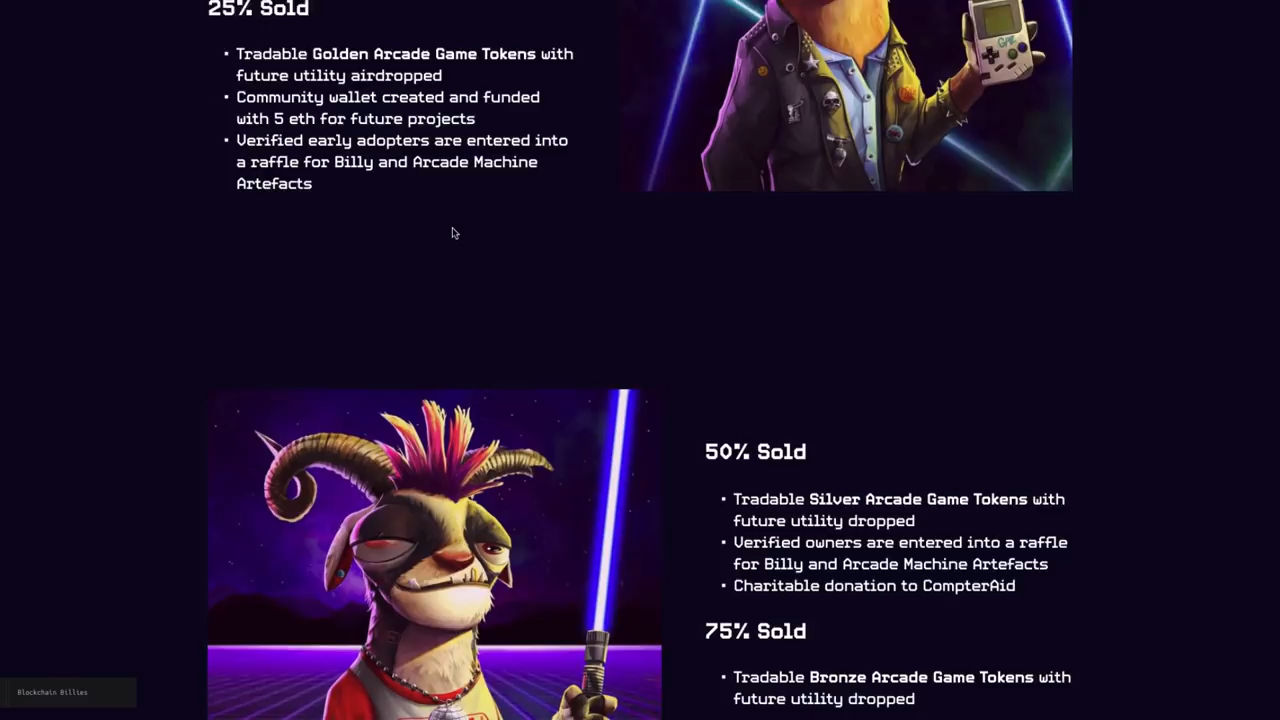 25% Sold
• Tradable Golden Arcade Game Tokens with
future utility airdropped
• Community wallet created and funded
with 5 eth for future projects
• Verified early adopters are entered into
a raffle for Billy and Arcade Machine
Artefacts
50% Sold
• Tradable Silver Arcade Game Tokens with
future utility dropped
• Verified owners are entered into a raffle
for Billy and Arcade Machine Artefacts
• Charitable donation to CompterAid
75% Sold
• Tradable Bronze Arcade Game Tokens with
future utility dropped
Blockchain Billies